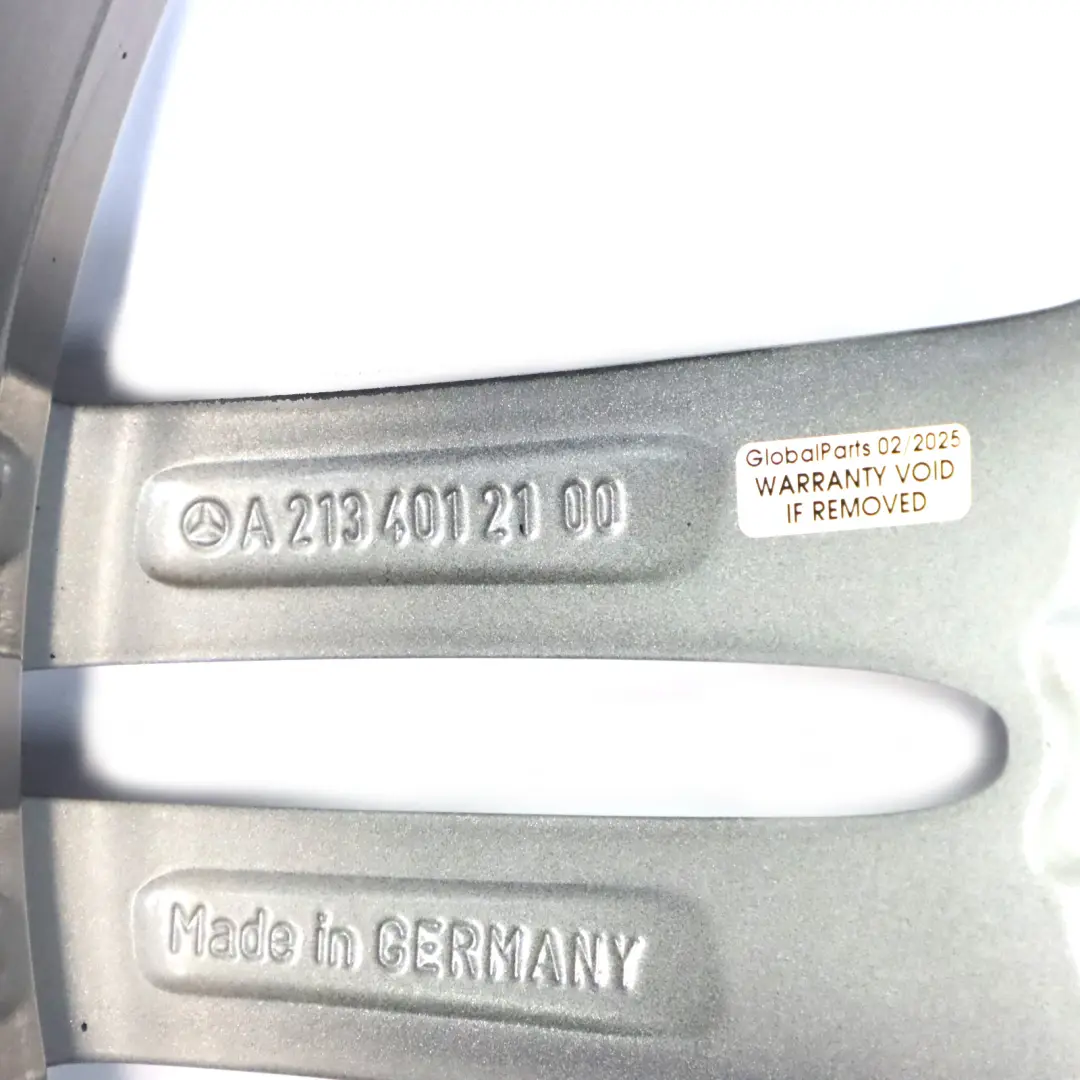 A 213 401 21 00
GlobalParts 02/2025
WARRANTY VOID
IF REMOVED
Made in GERMANY